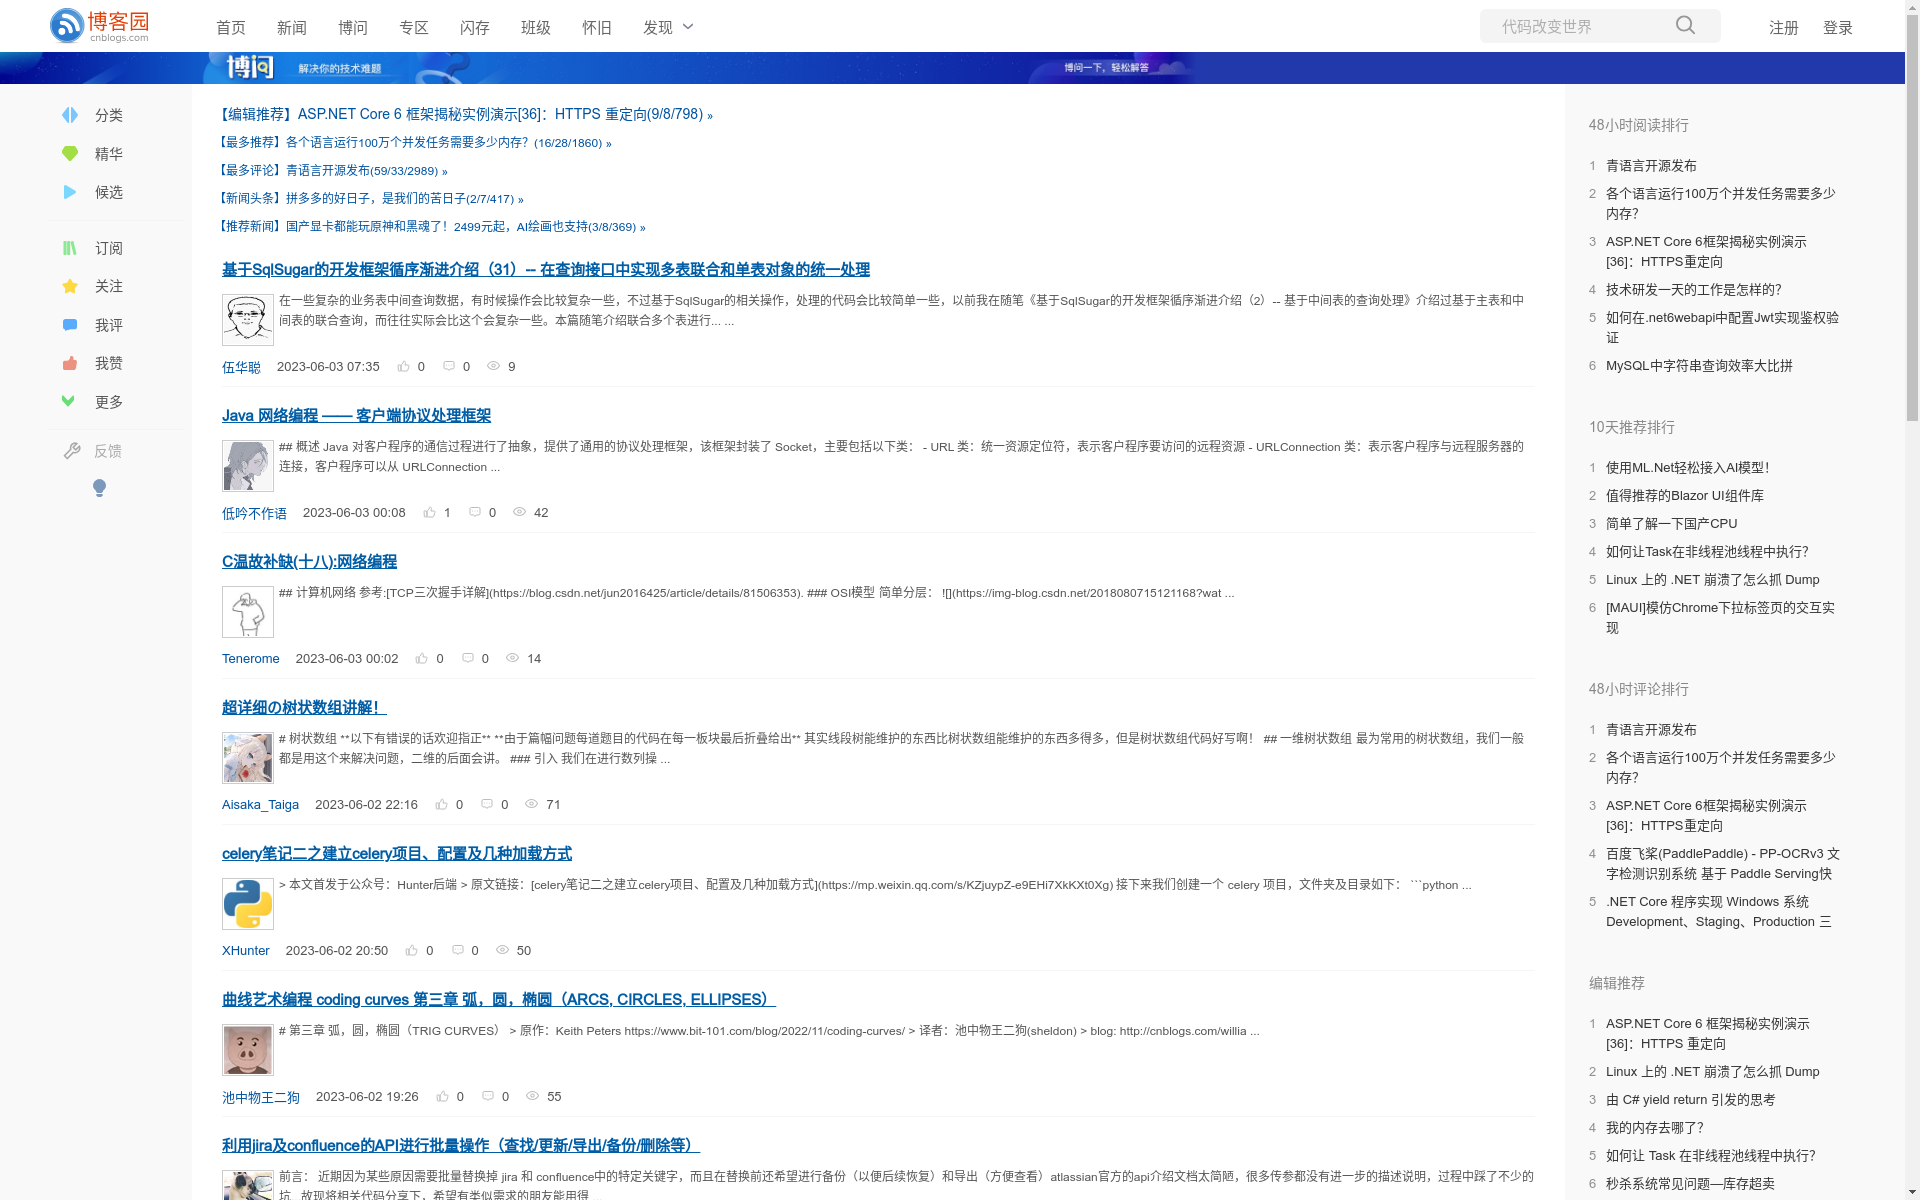 博客园
cnblogs.com
首页 新闻 博问 专区 闪存 班级 怀旧 发现
代码改变世界
注册 登录
博问 解决你的技术难题 博问一下，轻松解答
分类
精华
候选
订阅
关注
我评
我赞
更多
反馈
【编辑推荐】ASP.NET Core 6 框架揭秘实例演示[36]：HTTPS 重定向(9/8/798) »
【最多推荐】各个语言运行100万个并发任务需要多少内存？(16/28/1860) »
【最多评论】青语言开源发布(59/33/2989) »
【新闻头条】拼多多的好日子，是我们的苦日子(2/7/417) »
【推荐新闻】国产显卡都能玩原神和黑魂了！2499元起，AI绘画也支持(3/8/369) »
基于SqlSugar的开发框架循序渐进介绍（31）-- 在查询接口中实现多表联合和单表对象的统一处理
在一些复杂的业务表中间查询数据，有时候操作会比较复杂一些，不过基于SqlSugar的相关操作，处理的代码会比较简单一些，以前我在随笔《基于SqlSugar的开发框架循序渐进介绍（2）-- 基于中间表的查询处理》介绍过基于主表和中
间表的联合查询，而往往实际会比这个会复杂一些。本篇随笔介绍联合多个表进行... ...
伍华聪 2023-06-03 07:35 0 0 9
Java 网络编程 —— 客户端协议处理框架
## 概述 Java 对客户程序的通信过程进行了抽象，提供了通用的协议处理框架，该框架封装了 Socket，主要包括以下类： - URL 类：统一资源定位符，表示客户程序要访问的远程资源 - URLConnection 类：表示客户程序与远程服务器的
连接，客户程序可以从 URLConnection ...
低吟不作语 2023-06-03 00:08 1 0 42
C温故补缺(十八):网络编程
## 计算机网络 参考:[TCP三次握手详解](https://blog.csdn.net/jun2016425/article/details/81506353). ### OSI模型 简单分层： ![](https://img-blog.csdn.net/2018080715121168?wat ...
Tenerome 2023-06-03 00:02 0 0 14
超详细の树状数组讲解！
# 树状数组 **以下有错误的话欢迎指正** **由于篇幅问题每道题目的代码在每一板块最后折叠给出** 其实线段树能维护的东西比树状数组能维护的东西多得多，但是树状数组代码好写啊！ ## 一维树状数组 最为常用的树状数组，我们一般
都是用这个来解决问题，二维的后面会讲。 ### 引入 我们在进行数列操 ...
Aisaka_Taiga 2023-06-02 22:16 0 0 71
celery笔记二之建立celery项目、配置及几种加载方式
> 本文首发于公众号：Hunter后端 > 原文链接：[celery笔记二之建立celery项目、配置及几种加载方式](https://mp.weixin.qq.com/s/KZjuypZ-e9EHi7XkKXt0Xg) 接下来我们创建一个 celery 项目，文件夹及目录如下： ```python ...
XHunter 2023-06-02 20:50 0 0 50
曲线艺术编程 coding curves 第三章 弧，圆，椭圆（ARCS, CIRCLES, ELLIPSES）
# 第三章 弧，圆，椭圆（TRIG CURVES） > 原作：Keith Peters https://www.bit-101.com/blog/2022/11/coding-curves/ > 译者：池中物王二狗(sheldon) > blog: http://cnblogs.com/willia ...
池中物王二狗 2023-06-02 19:26 0 0 55
利用jira及confluence的API进行批量操作（查找/更新/导出/备份/删除等）
前言： 近期因为某些原因需要批量替换掉 jira 和 confluence中的特定关键字，而且在替换前还希望进行备份（以便后续恢复）和导出（方便查看）atlassian官方的api介绍文档太简陋，很多传参都没有进一步的描述说明，过程中踩了不少的
坑...故现将相关代码分享下，希望有类似需求的朋友能用得 ...
48小时阅读排行
1 青语言开源发布
2 各个语言运行100万个并发任务需要多少
内存?
3 ASP.NET Core 6框架揭秘实例演示
[36]：HTTPS重定向
4 技术研发一天的工作是怎样的?
5 如何在.net6webapi中配置Jwt实现鉴权验
证
6 MySQL中字符串查询效率大比拼
10天推荐排行
1 使用ML.Net轻松接入AI模型!
2 值得推荐的Blazor UI组件库
3 简单了解一下国产CPU
4 如何让Task在非线程池线程中执行?
5 Linux 上的 .NET 崩溃了怎么抓 Dump
6 [MAUI]模仿Chrome下拉标签页的交互实
现
48小时评论排行
1 青语言开源发布
2 各个语言运行100万个并发任务需要多少
内存?
3 ASP.NET Core 6框架揭秘实例演示
[36]：HTTPS重定向
4 百度飞桨(PaddlePaddle) - PP-OCRv3 文
字检测识别系统 基于 Paddle Serving快
5 .NET Core 程序实现 Windows 系统
Development、Staging、Production 三
编辑推荐
1 ASP.NET Core 6 框架揭秘实例演示
[36]：HTTPS 重定向
2 Linux 上的 .NET 崩溃了怎么抓 Dump
3 由 C# yield return 引发的思考
4 我的内存去哪了?
5 如何让 Task 在非线程池线程中执行?
6 秒杀系统常见问题—库存超卖